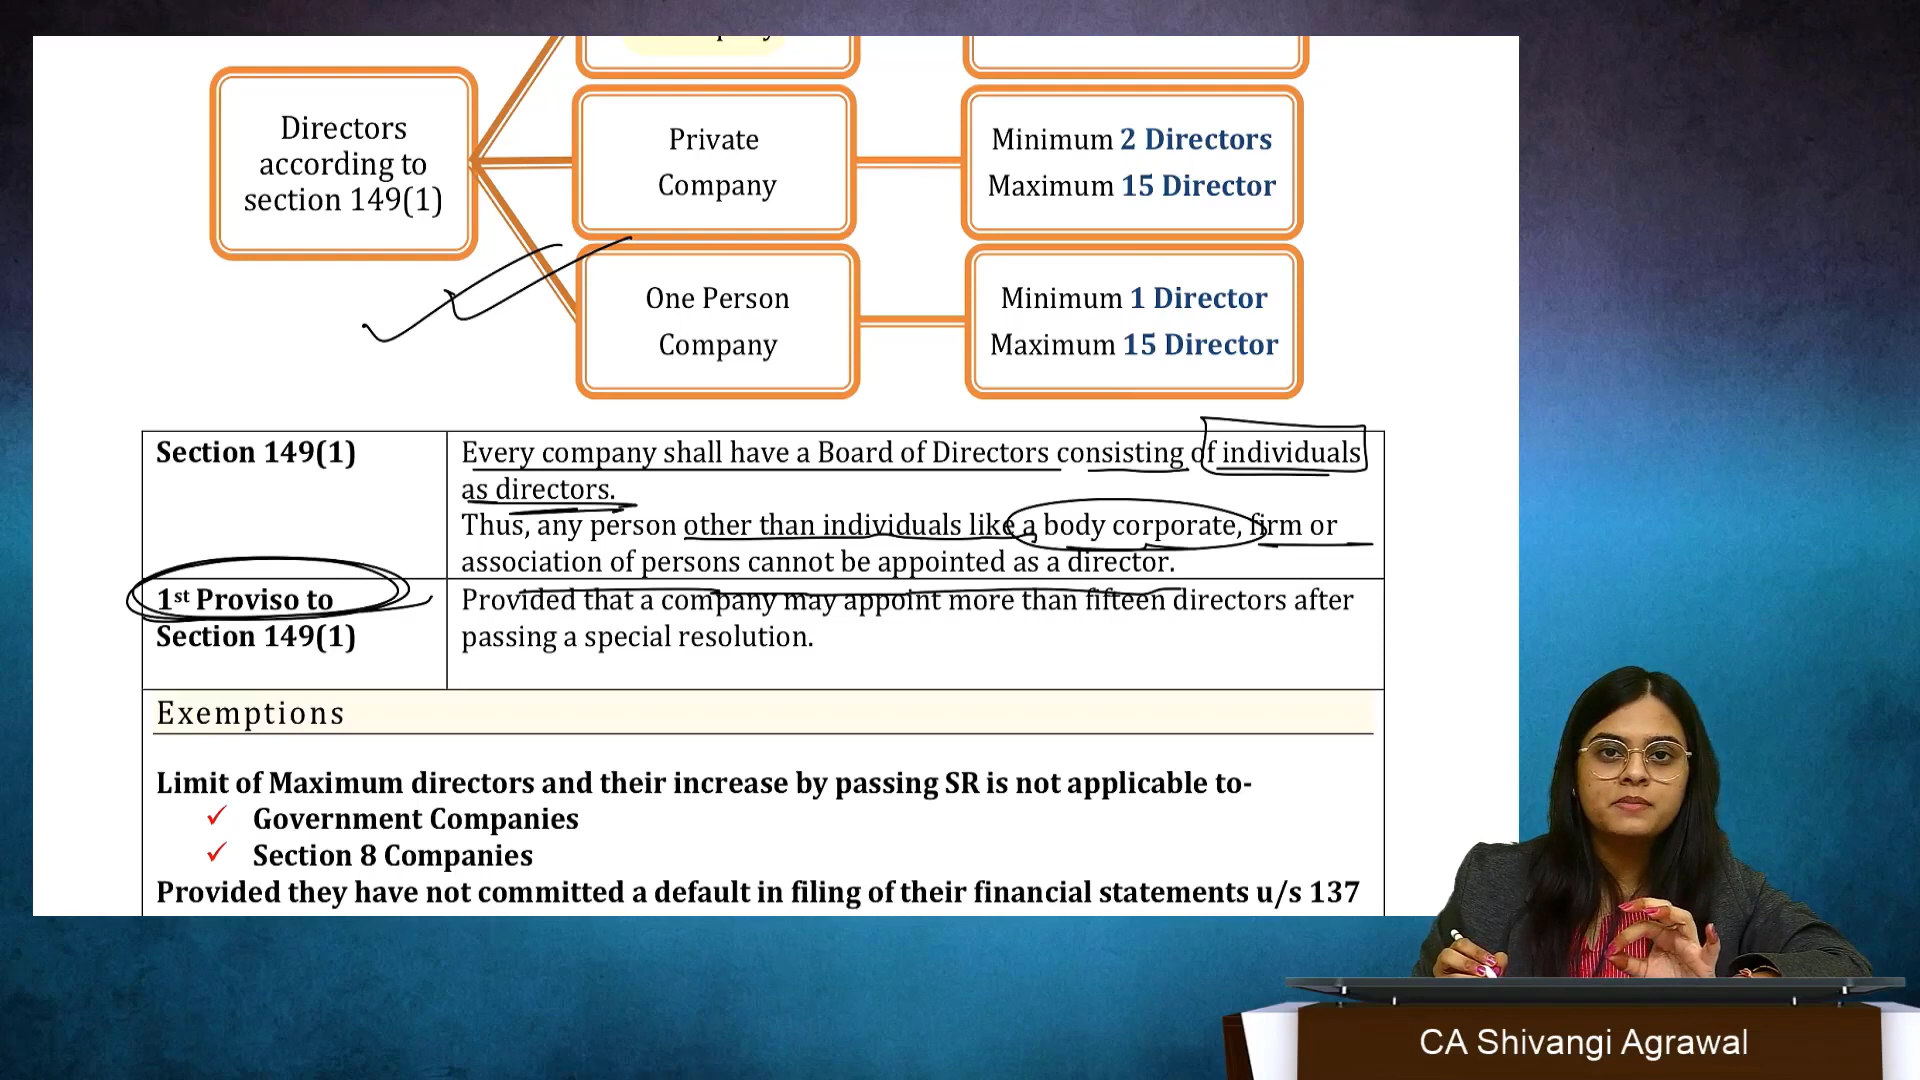 Directors
according to
section 149(1)
Private
Company
Minimum 2 Directors
Maximum 15 Director
One Person
Company
Minimum 1 Director
Maximum 15 Director
Section 149(1)
Every company shall have a Board of Directors consisting of individuals
as directors.
Thus, any person other than individuals like a body corporate, firm or
association of persons cannot be appointed as a director.
1st Proviso to
Section 149(1)
Provided that a company may appoint more than fifteen directors after
passing a special resolution.
Exemptions
Limit of Maximum directors and their increase by passing SR is not applicable to-
✓ Government Companies
✓ Section 8 Companies
Provided they have not committed a default in filing of their financial statements u/s 137
CA Shivangi Agrawal